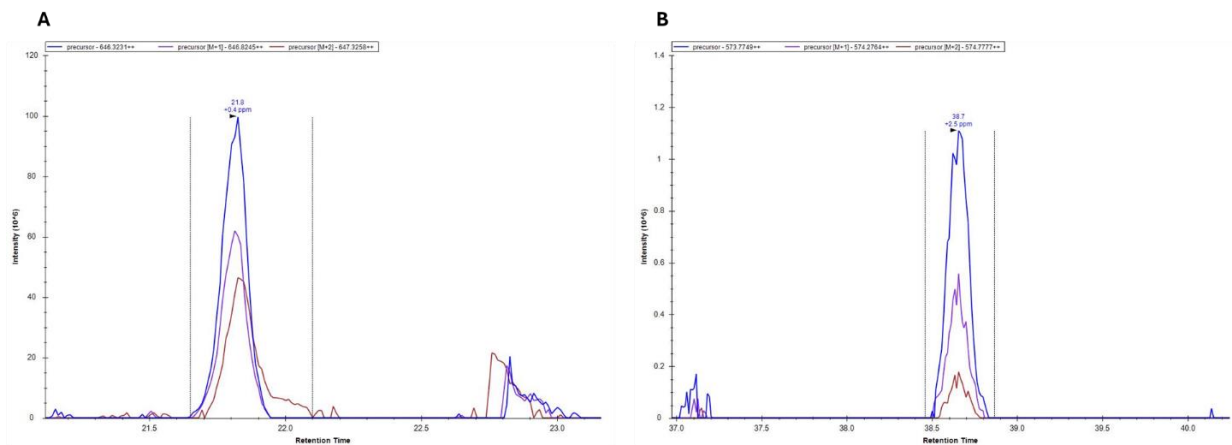 A
precursor - 646.3231++ precursor [M+1] - 646.8245++ precursor [M+2] - 647.3258++
120
100
80
60
40
20
0
Intensity (10^6)
21.8
+0.4 ppm
21.5 22.0 22.5 23.0
Retention Time
B
precursor - 573.7749++ precursor [M+1] - 574.2764++ precursor [M+2] - 574.7777++
1.4
1.2
1
0.8
0.6
0.4
0.2
0
Intensity (10^6)
38.7
+2.5 ppm
37.0 37.5 38.0 38.5 39.0 39.5 40.0
Retention Time